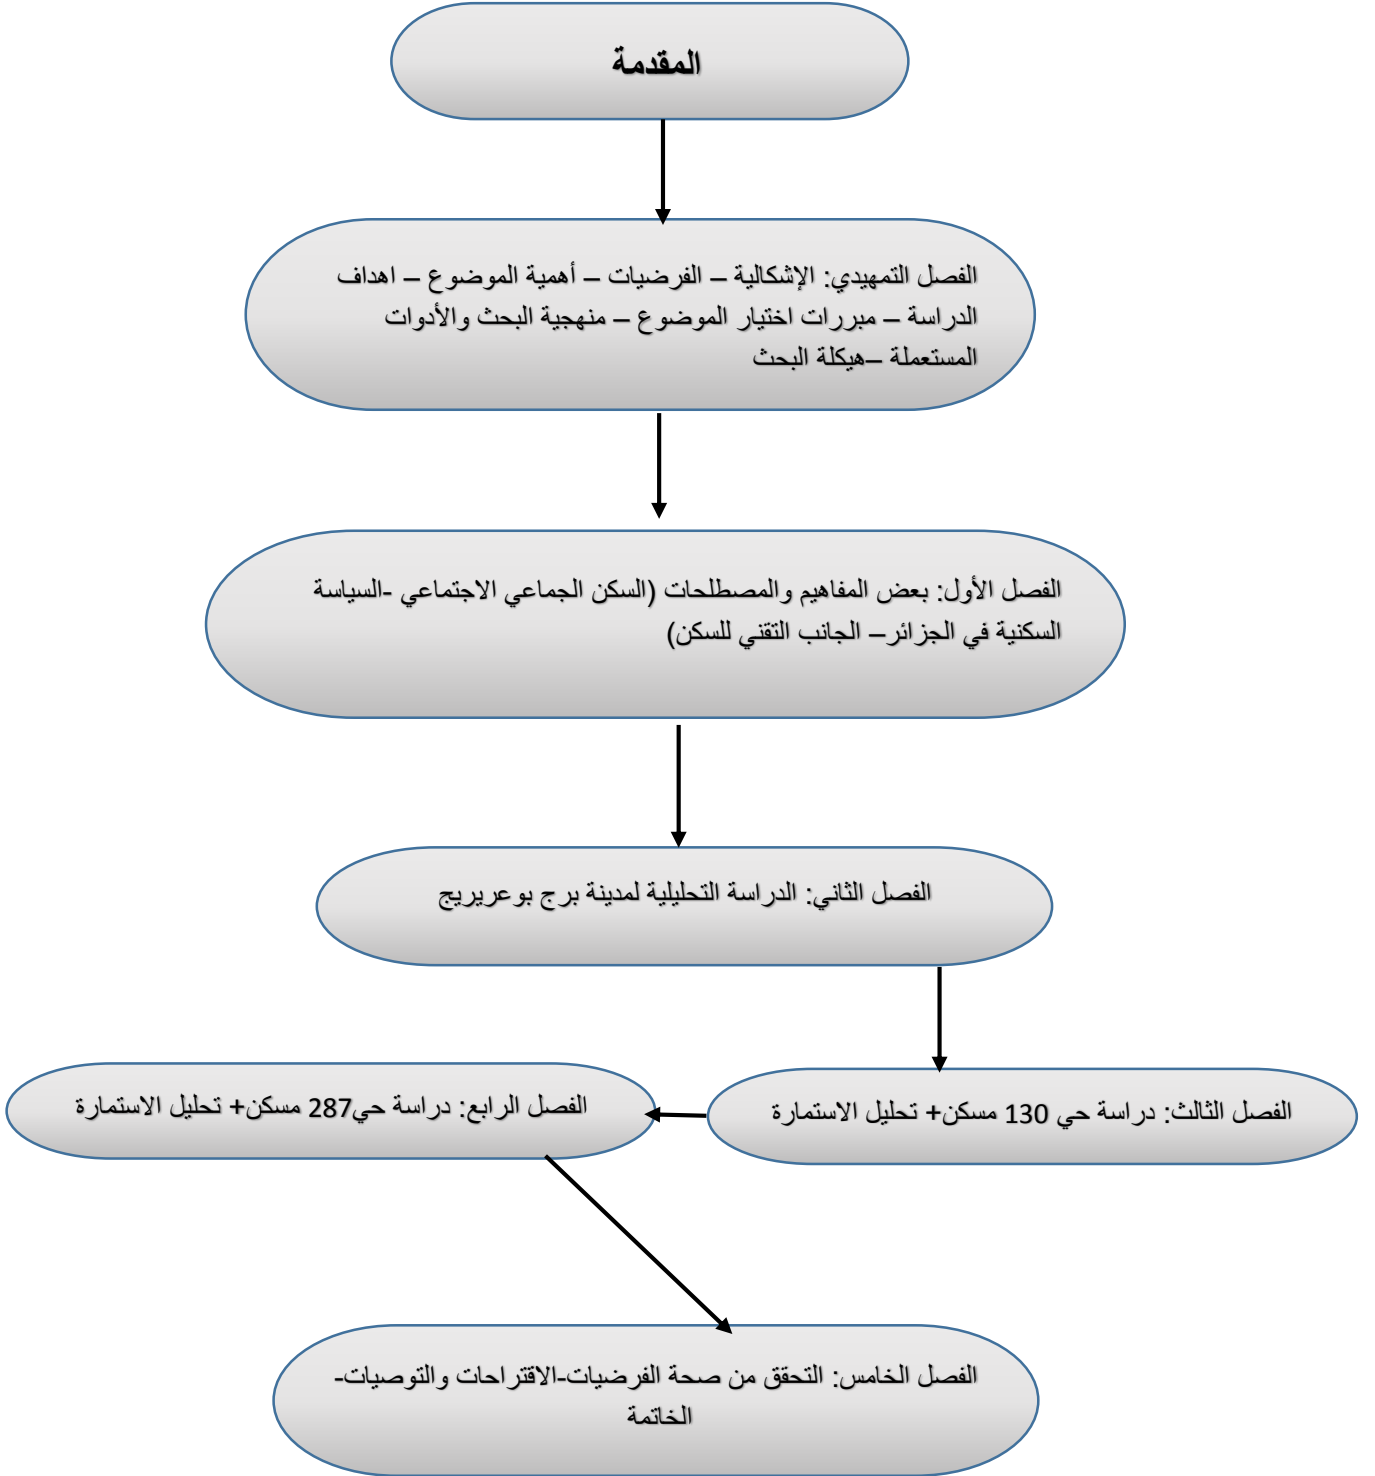 المقدمة
الفصل التمهيدي: الإشكالية – الفرضيات – أهمية الموضوع – اهداف
الدراسة – مبررات اختيار الموضوع – منهجية البحث والأدوات
المستعملة –هيكلة البحث
الفصل الأول: بعض المفاهيم والمصطلحات (السكن الجماعي الاجتماعي -السياسة
السكنية في الجزائر– الجانب التقني للسكن)
الفصل الثاني: الدراسة التحليلية لمدينة برج بوعريريج
الفصل الثالث: دراسة حي 130 مسكن+ تحليل الاستمارة
الفصل الرابع: دراسة حي287 مسكن+ تحليل الاستمارة
الفصل الخامس: التحقق من صحة الفرضيات-الاقتراحات والتوصيات-
الخاتمة